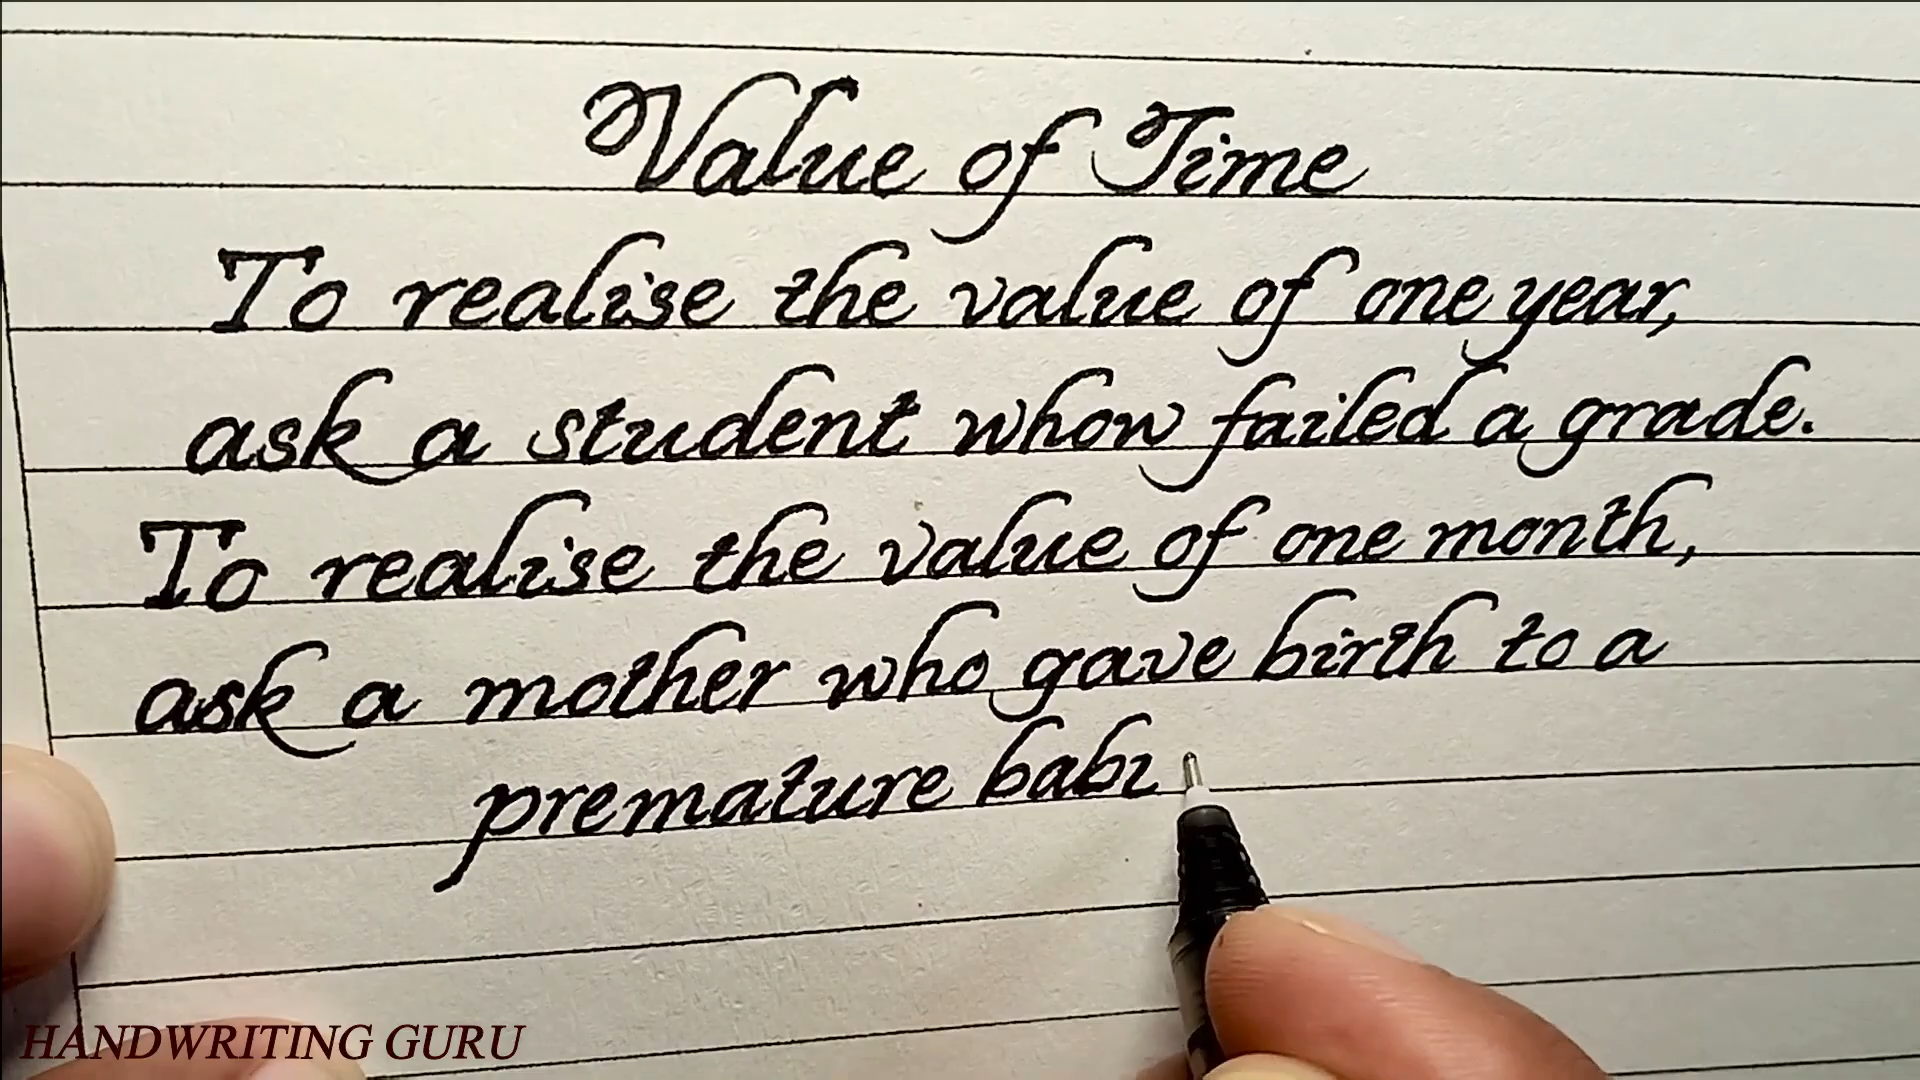 Value of Time
To realise the value of one year,
ask a student whow failed a grade.
To realise the value of one month,
ask a mother who gave birth to a
premature babi
HANDWRITING GURU